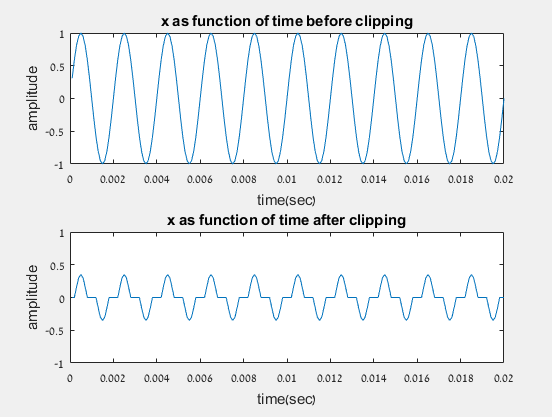 x as function of time before clipping
1
0.5
0
-0.5
-1
amplitude
0 0.002 0.004 0.006 0.008 0.01 0.012 0.014 0.016 0.018 0.02
time(sec)
x as function of time after clipping
1
0.5
0
-0.5
-1
amplitude
0 0.002 0.004 0.006 0.008 0.01 0.012 0.014 0.016 0.018 0.02
time(sec)